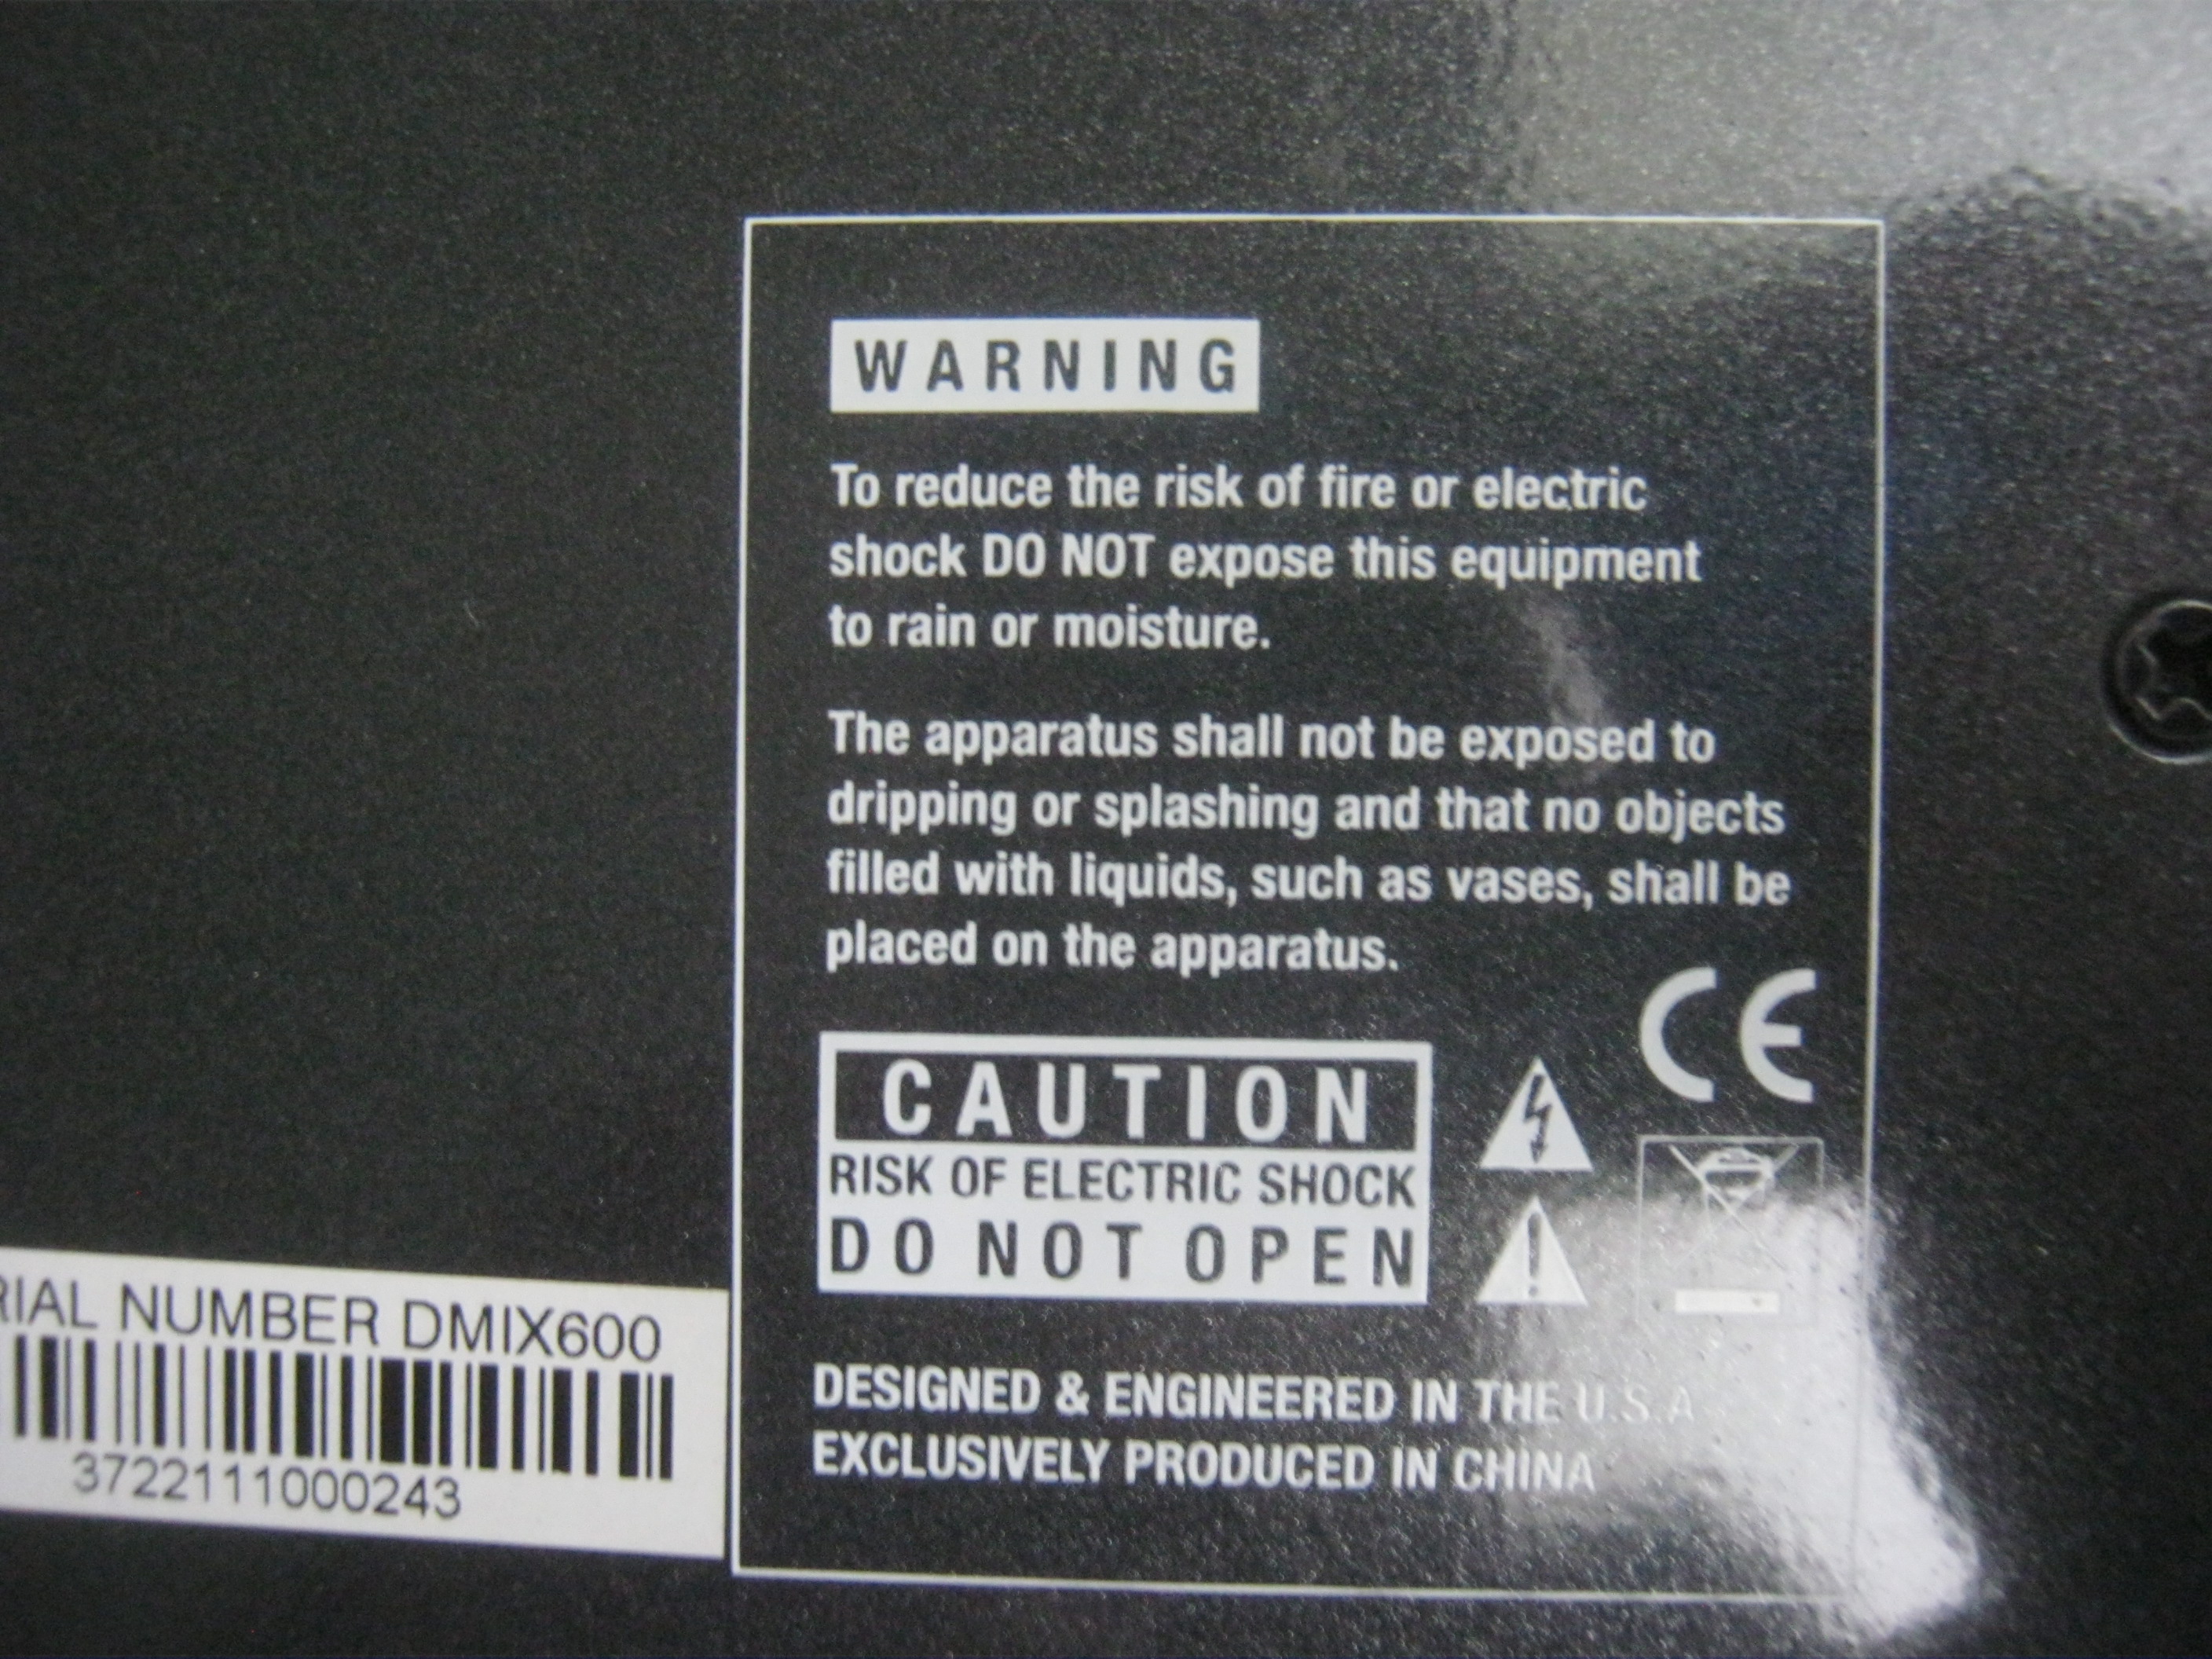 WARNING
To reduce the risk of fire or electric
shock DO NOT expose this equipment
to rain or moisture.
The apparatus shall not be exposed to
dripping or splashing and that no objects
filled with liquids, such as vases, shall be
placed on the apparatus.
CE
CAUTION
RISK OF ELECTRIC SHOCK
DO NOT OPEN
DESIGNED & ENGINEERED IN THE U.S.A
EXCLUSIVELY PRODUCED IN CHINA
RIAL NUMBER DMIX600
3722111000243